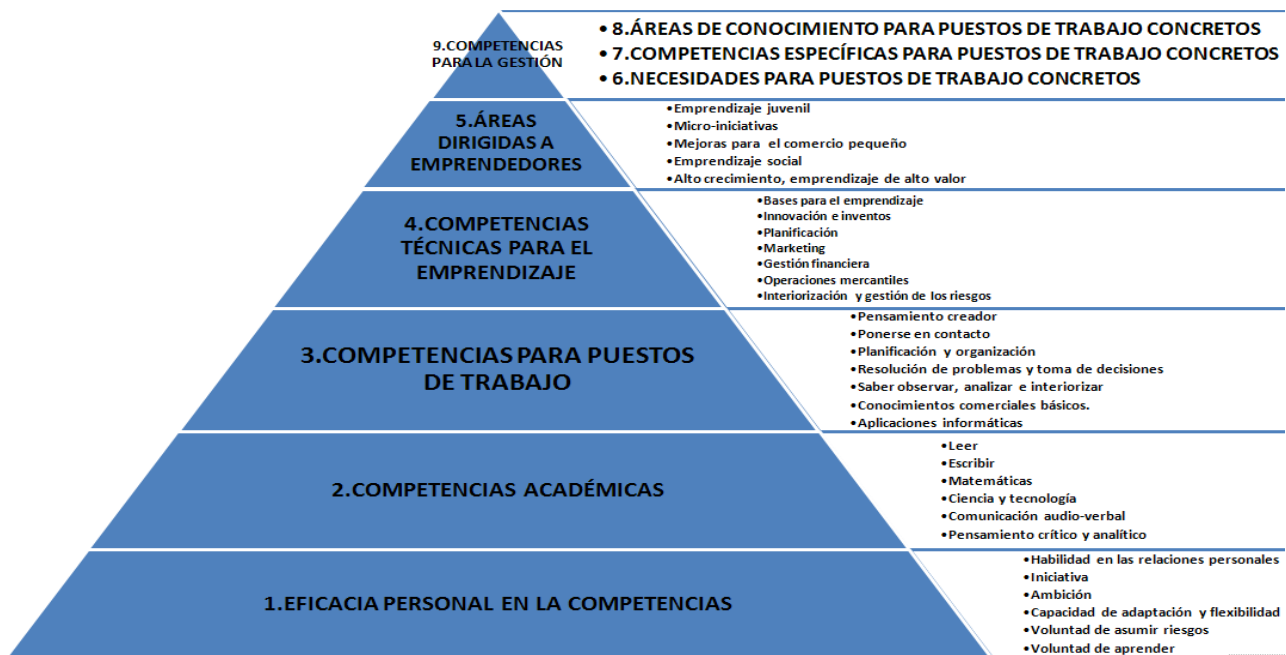 9.COMPETENCIAS
PARA LA GESTIÓN
• 8.ÁREAS DE CONOCIMIENTO PARA PUESTOS DE TRABAJO CONCRETOS
• 7.COMPETENCIAS ESPECÍFICAS PARA PUESTOS DE TRABAJO CONCRETOS
• 6.NECESIDADES PARA PUESTOS DE TRABAJO CONCRETOS
5.ÁREAS
DIRIGIDAS A
EMPRENDEDORES
•Emprendizaje juvenil
•Micro-iniciativas
•Mejoras para el comercio pequeño
•Emprendizaje social
•Alto crecimiento, emprendizaje de alto valor
4.COMPETENCIAS
TÉCNICAS PARA EL
EMPRENDIZAJE
•Bases para el emprendizaje
•Innovación e inventos
•Planificación
•Marketing
•Gestión financiera
•Operaciones mercantiles
•Interiorización y gestión de los riesgos
3.COMPETENCIAS PARA PUESTOS
DE TRABAJO
•Pensamiento creador
•Ponerse en contacto
•Planificación y organización
•Resolución de problemas y toma de decisiones
•Saber observar, analizar e interiorizar
•Conocimientos comerciales básicos.
•Aplicaciones informáticas
2.COMPETENCIAS ACADÉMICAS
•Leer
•Escribir
•Matemáticas
•Ciencia y tecnología
•Comunicación audio-verbal
•Pensamiento crítico y analítico
1.EFICACIA PERSONAL EN LA COMPETENCIAS
•Habilidad en las relaciones personales
•Iniciativa
•Ambición
•Capacidad de adaptación y flexibilidad
•Voluntad de asumir riesgos
•Voluntad de aprender